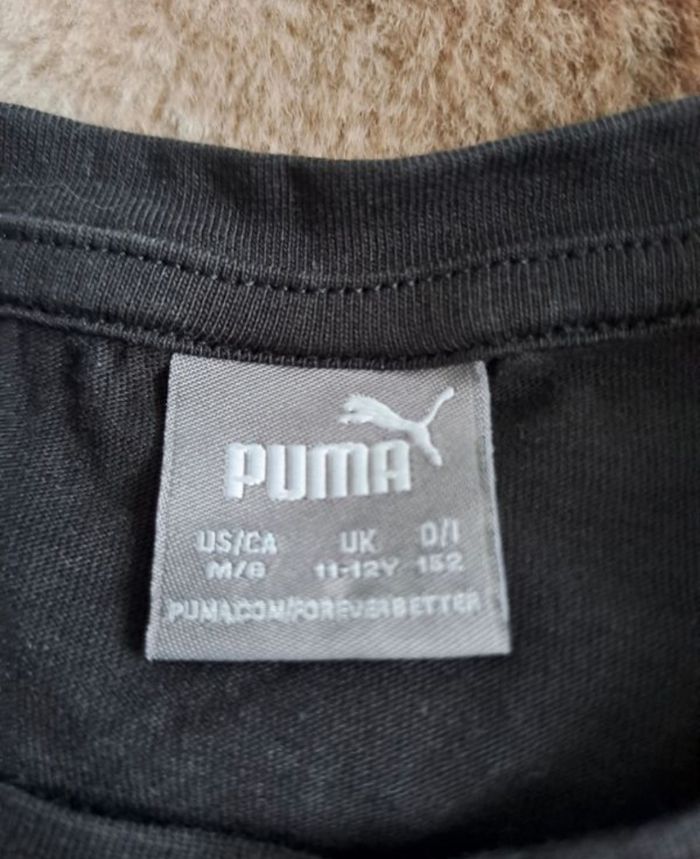 PUMA
US/CA UK D/I
M/8 11-12Y 152
PUMA.COM/FOREVERBETTER